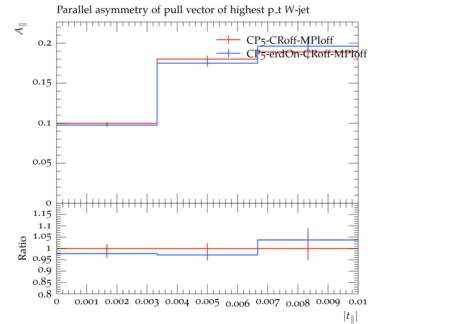 Parallel asymmetry of pull vector of highest p_t W-jet
A∥
CP5-CRoff-MPIoff
CP5-erdOn-CRoff-MPIoff
0.2
0.15
0.1
0.05
0
Ratio
1.15
1.1
1.05
1
0.95
0.9
0.85
0.8
0 0.001 0.002 0.003 0.004 0.005 0.006 0.007 0.008 0.009 0.01
|t∥|